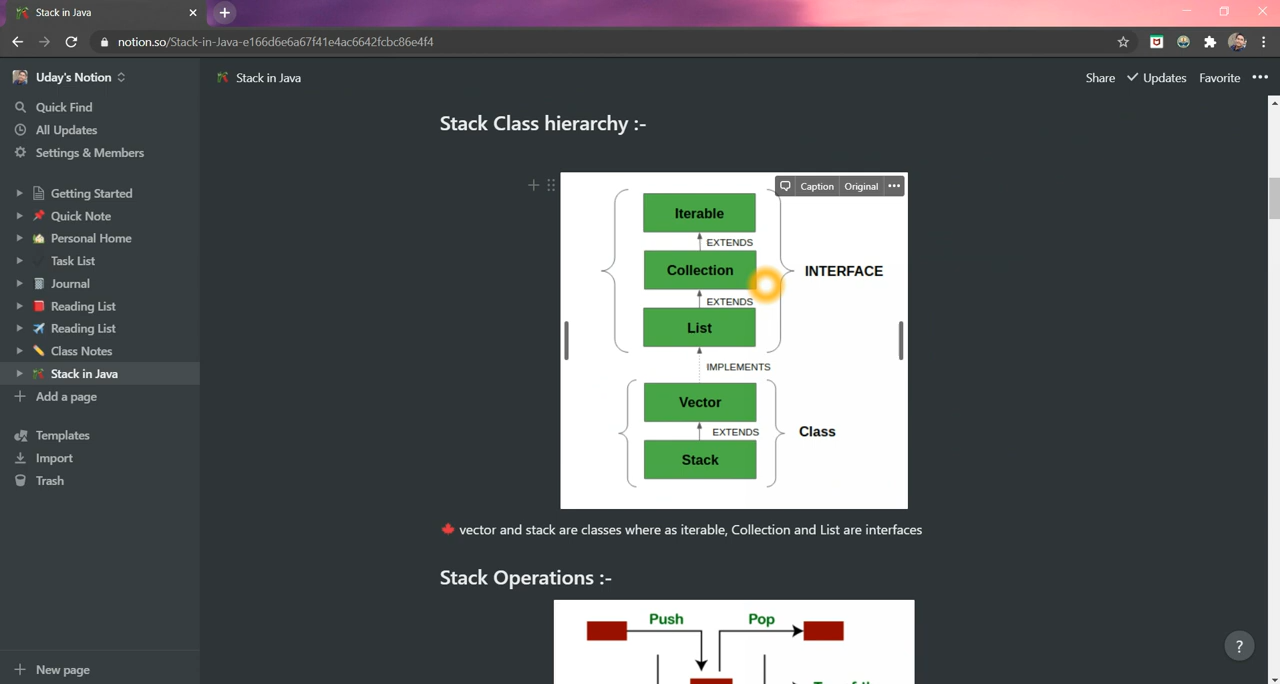 Stack in Java
notion.so/Stack-in-Java-e166d6e6a67f41e4ac6642fcbc86e4f4
Uday's Notion
Stack in Java
Share
Updates
Favorite
Quick Find
All Updates
Settings & Members
Getting Started
Quick Note
Personal Home
Task List
Journal
Reading List
Reading List
Class Notes
Stack in Java
Add a page
Templates
Import
Trash
New page
Stack Class hierarchy :-
Caption Original
Iterable
EXTENDS
Collection
INTERFACE
EXTENDS
List
IMPLEMENTS
Vector
EXTENDS
Class
Stack
vector and stack are classes where as iterable, Collection and List are interfaces
Stack Operations :-
Push
Pop
?